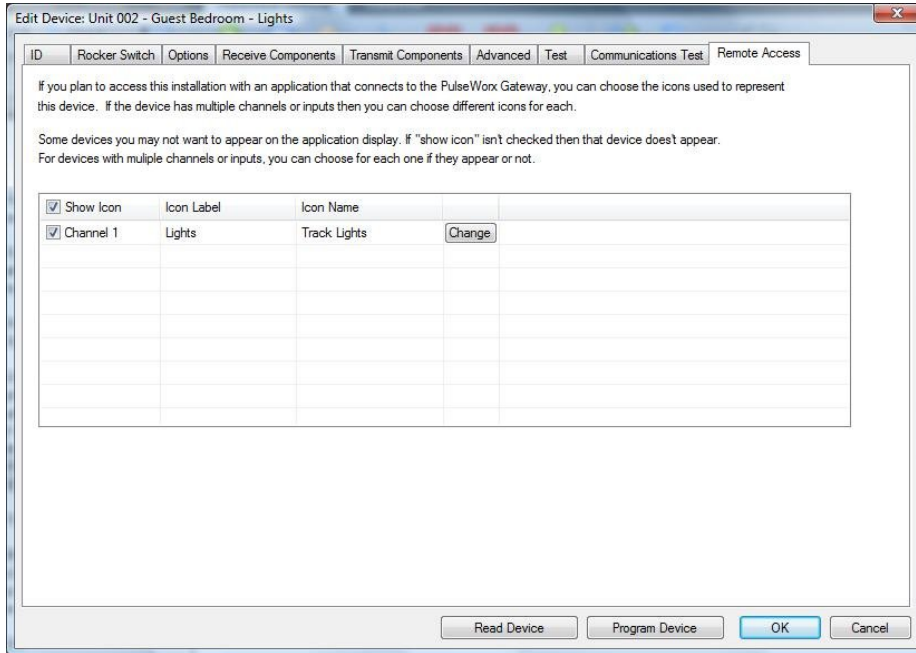 Edit Device: Unit 002 - Guest Bedroom - Lights
ID Rocker Switch Options Receive Components Transmit Components Advanced Test Communications Test Remote Access
If you plan to access this installation with an application that connects to the PulseWorx Gateway, you can choose the icons used to represent
this device. If the device has multiple channels or inputs then you can choose different icons for each.
Some devices you may not want to appear on the application display. If "show icon" isn't checked then that device does't appear.
For devices with muliple channels or inputs, you can choose for each one if they appear or not.
Show Icon Icon Label Icon Name
Channel 1 Lights Track Lights Change
Read Device Program Device OK Cancel